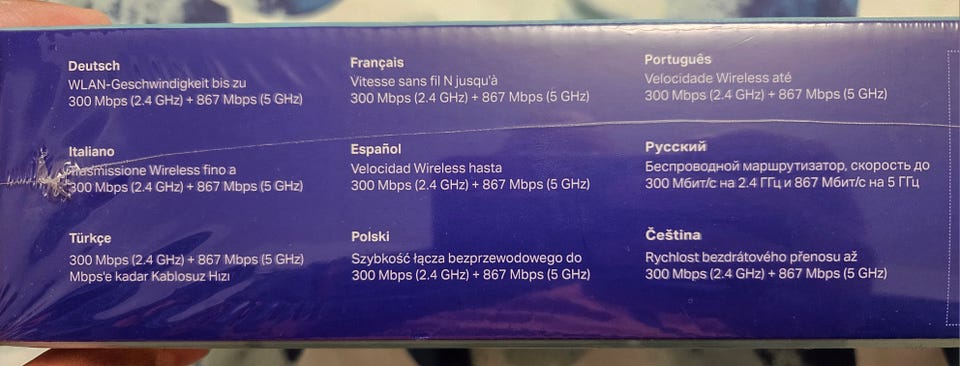 Deutsch
WLAN-Geschwindigkeit bis zu
300 Mbps (2.4 GHz) + 867 Mbps (5 GHz)
Français
Vitesse sans fil N jusqu'à
300 Mbps (2.4 GHz) + 867 Mbps (5 GHz)
Português
Velocidade Wireless até
300 Mbps (2.4 GHz) + 867 Mbps (5 GHz)
Italiano
Wireless fino a
300 Mbps (2.4 GHz) + 867 Mbps (5 GHz)
Español
Velocidad Wireless hasta
300 Mbps (2.4 GHz) + 867 Mbps (5 GHz)
Русский
Беспроводной маршрутизатор, скорость до
300 Мбит/с на 2.4 ГГц и 867 Мбит/с на 5 ГГц
Türkçe
300 Mbps (2.4 GHz) + 867 Mbps (5 GHz)
Mbps'e kadar Kablosuz Hızı
Polski
Szybkość łącza bezprzewodowego do
300 Mbps (2.4 GHz) + 867 Mbps (5 GHz)
Čeština
Rychlost bezdrátového přenosu až
300 Mbps (2.4 GHz) + 867 Mbps (5 GHz)